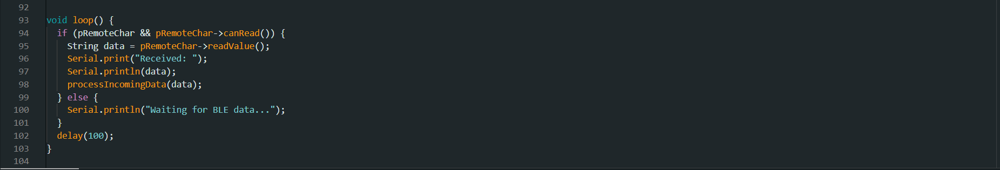 92
93 void loop() {
94   if (pRemoteChar && pRemoteChar->canRead()) {
95     String data = pRemoteChar->readValue();
96     Serial.print("Received: ");
97     Serial.println(data);
98     processIncomingData(data);
99   } else {
100     Serial.println("Waiting for BLE data...");
101   }
102   delay(100);
103 }
104